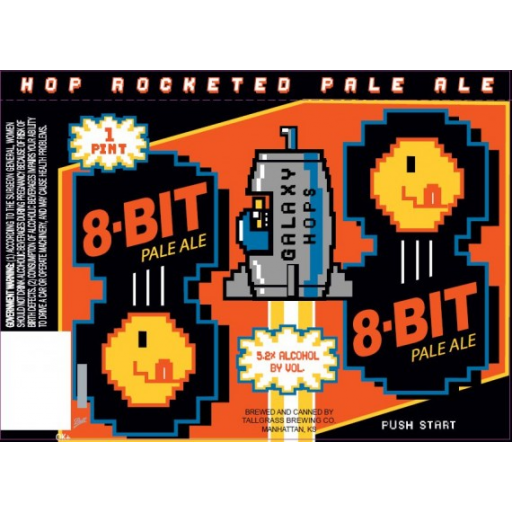 HOP ROCKETED PALE ALE
1
PINT
GOVERNMENT WARNING: (1) ACCORDING TO THE SURGEON GENERAL, WOMEN
SHOULD NOT DRINK ALCOHOLIC BEVERAGES DURING PREGNANCY BECAUSE OF RISK OF
BIRTH DEFECTS. (2) CONSUMPTION OF ALCOHOLIC BEVERAGES IMPAIRS YOUR ABILITY
TO DRIVE A CAR OR OPERATE MACHINERY, AND MAY CAUSE HEALTH PROBLEMS.
8-BIT
PALE ALE
GALAXY
HOPS
8-BIT
PALE ALE
5.2% ALCOHOL
BY VOL.
BREWED AND CANNED BY
TALLGRASS BREWING CO.
MANHATTAN, KS
PUSH START